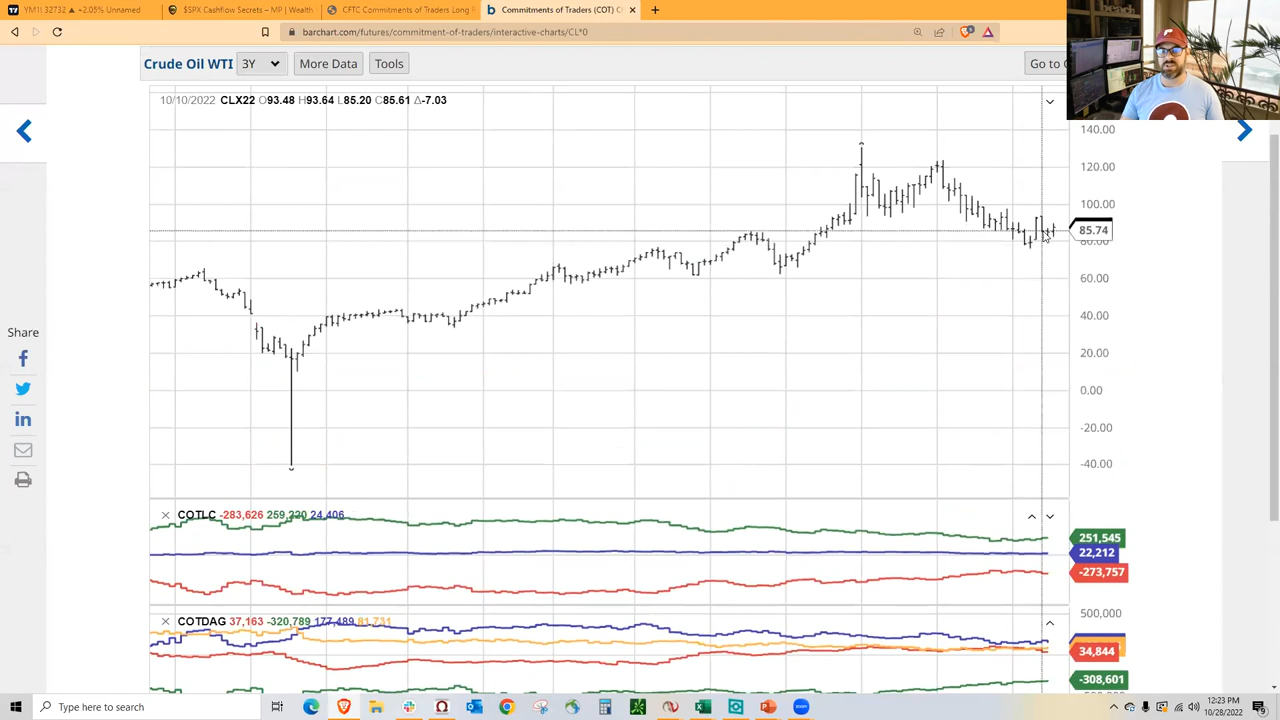 YM1! 32732 ▲ +2.05% Unnamed
$SPX Cashflow Secrets – MP | Wealth
CFTC Commitments of Traders Long
Commitments of Traders (COT) C
barchart.com/futures/commitment-of-traders/interactive-charts/CL*0
Crude Oil WTI
3Y
More Data
Tools
Go to
10/10/2022 CLX22 O93.48 H93.64 L85.20 C85.61 Δ-7.03
140.00
120.00
100.00
85.74
80.00
60.00
40.00
20.00
0.00
-20.00
-40.00
Share
COTLC -283,626 259,220 24,406
251,545
22,212
-273,757
500,000
COTDAG 37,163 -320,789 177,489 81,731
34,844
-308,601
Type here to search
12:23 PM
10/28/2022